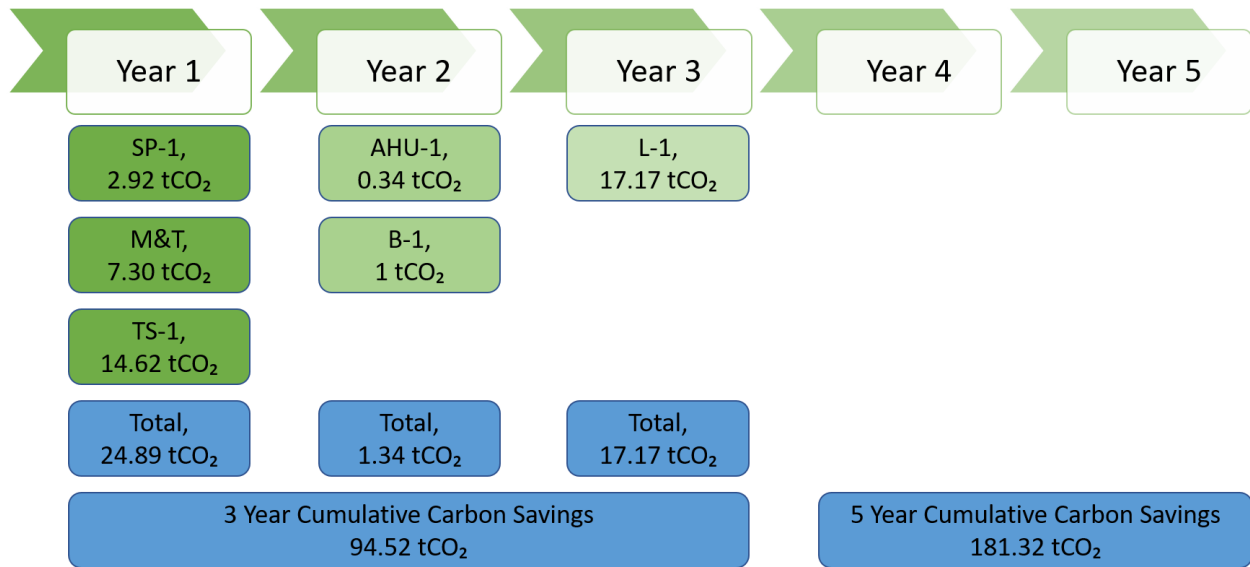 Year 1
Year 2
Year 3
Year 4
Year 5
SP-1,
2.92 tCO₂
AHU-1,
0.34 tCO₂
L-1,
17.17 tCO₂
M&T,
7.30 tCO₂
B-1,
1 tCO₂
TS-1,
14.62 tCO₂
Total,
24.89 tCO₂
Total,
1.34 tCO₂
Total,
17.17 tCO₂
3 Year Cumulative Carbon Savings
94.52 tCO₂
5 Year Cumulative Carbon Savings
181.32 tCO₂